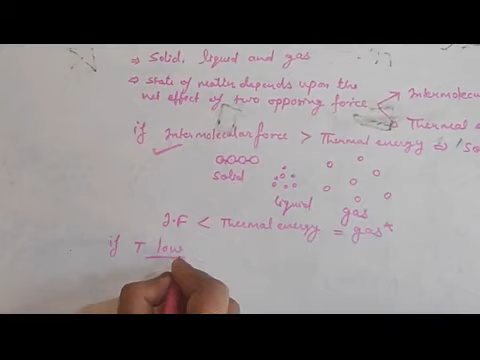 ⇒ Solid, liquid and gas
⇒ State of matter depends upon the
net effect of two opposing force
Thermal
if Intermolecular force > Thermal energy ⇒
solid
liquid
gas
I.F < Thermal energy = gas*
if T low